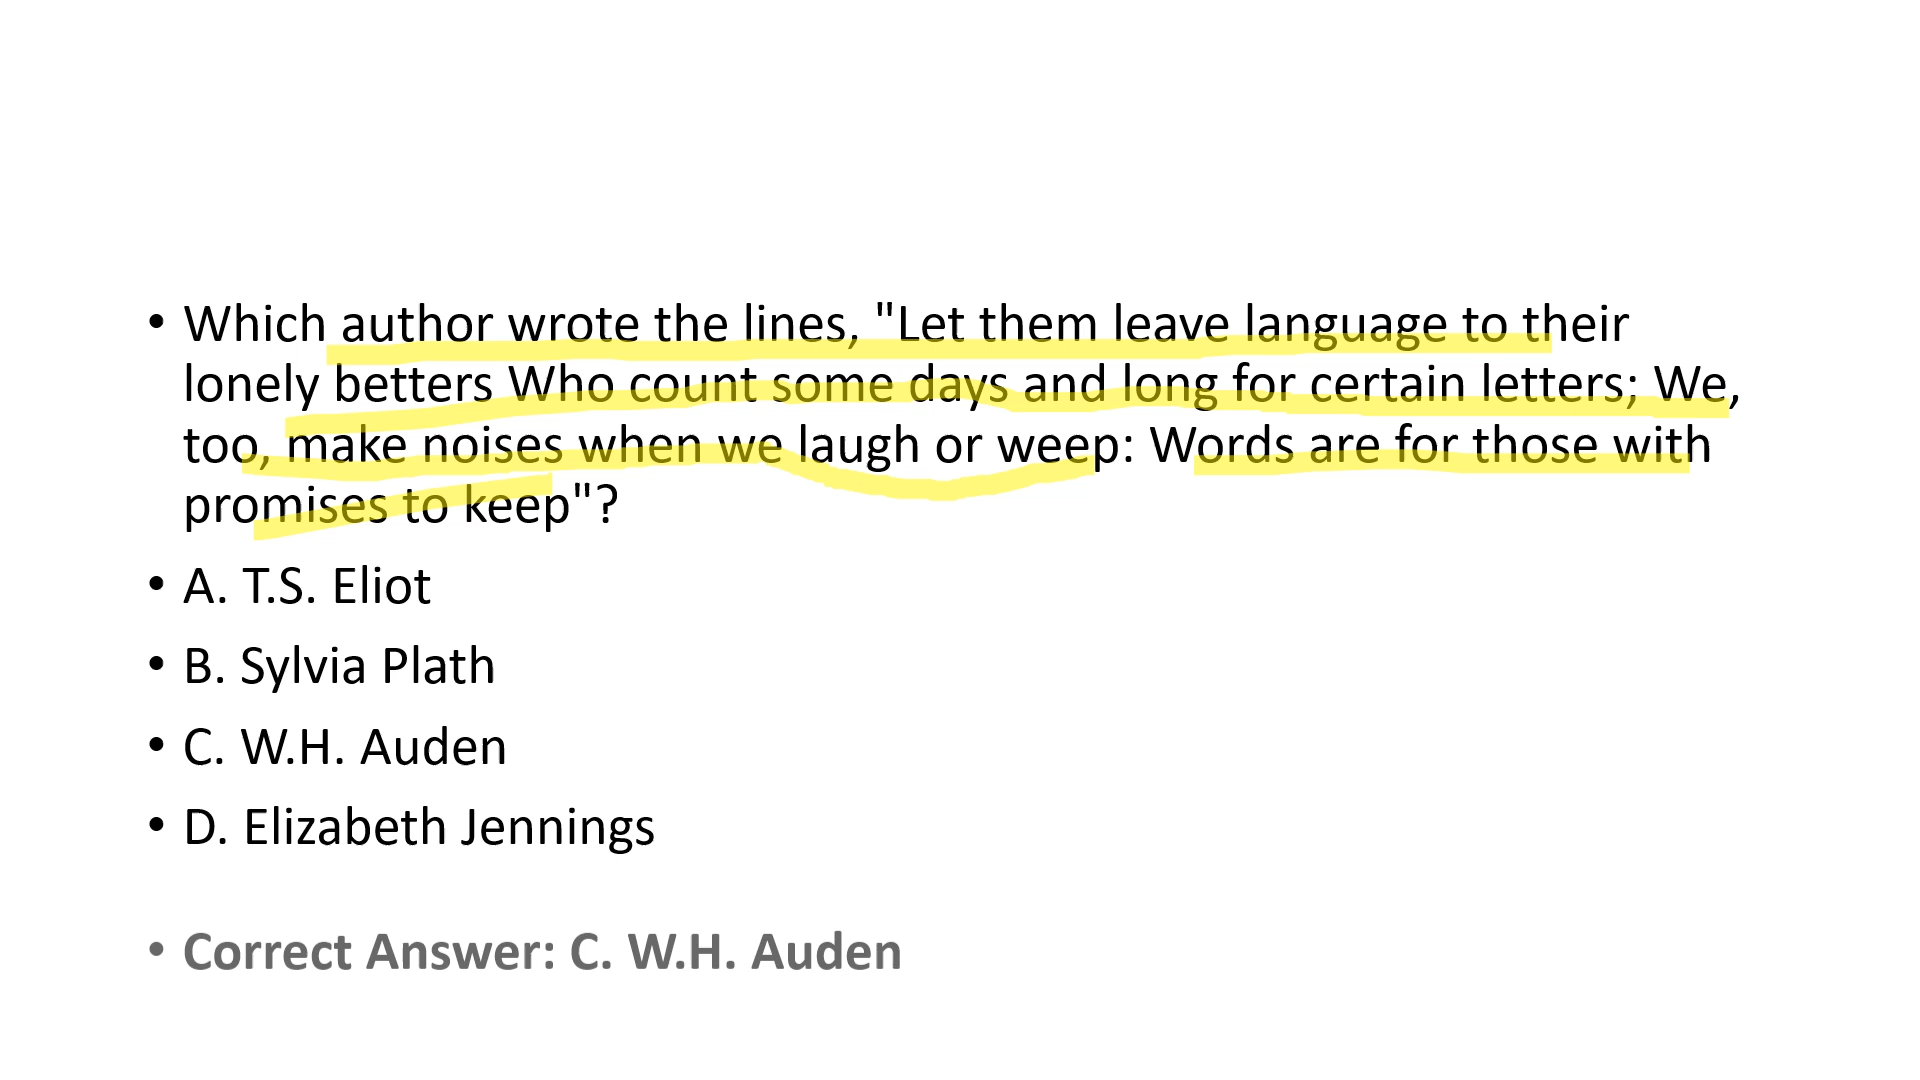 • Which author wrote the lines, "Let them leave language to their
lonely betters Who count some days and long for certain letters; We,
too, make noises when we laugh or weep: Words are for those with
promises to keep"?
• A. T.S. Eliot
• B. Sylvia Plath
• C. W.H. Auden
• D. Elizabeth Jennings
• Correct Answer: C. W.H. Auden